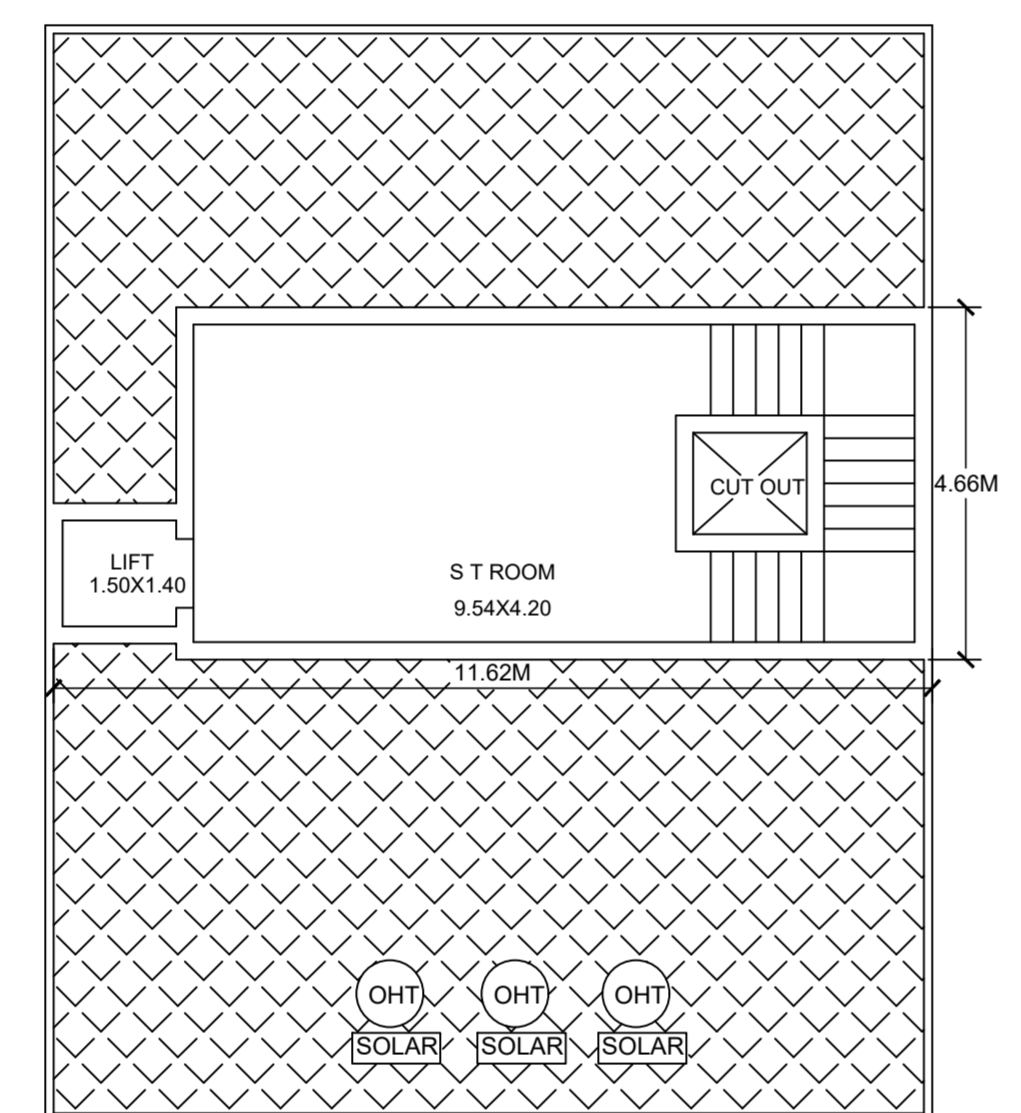 4.66M
CUT OUT
LIFT
1.50X1.40
S T ROOM
9.54X4.20
11.62M
OHT OHT OHT
SOLAR SOLAR SOLAR